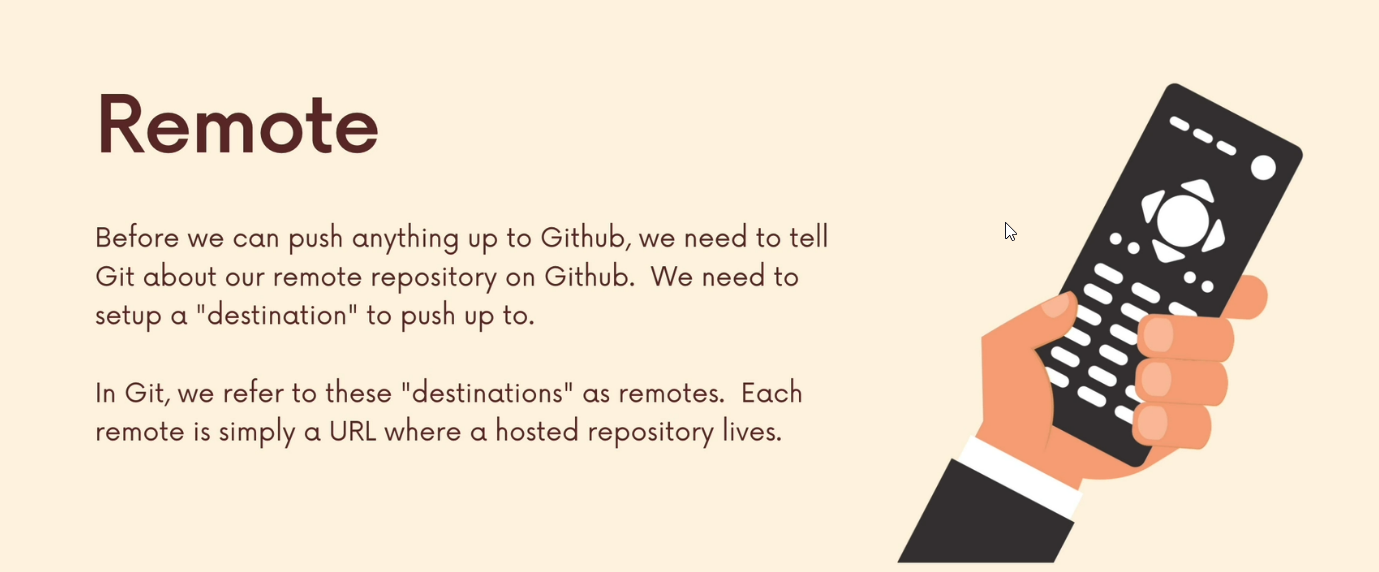 Remote
Before we can push anything up to Github, we need to tell
Git about our remote repository on Github.  We need to
setup a "destination" to push up to.
In Git, we refer to these "destinations" as remotes.  Each
remote is simply a URL where a hosted repository lives.